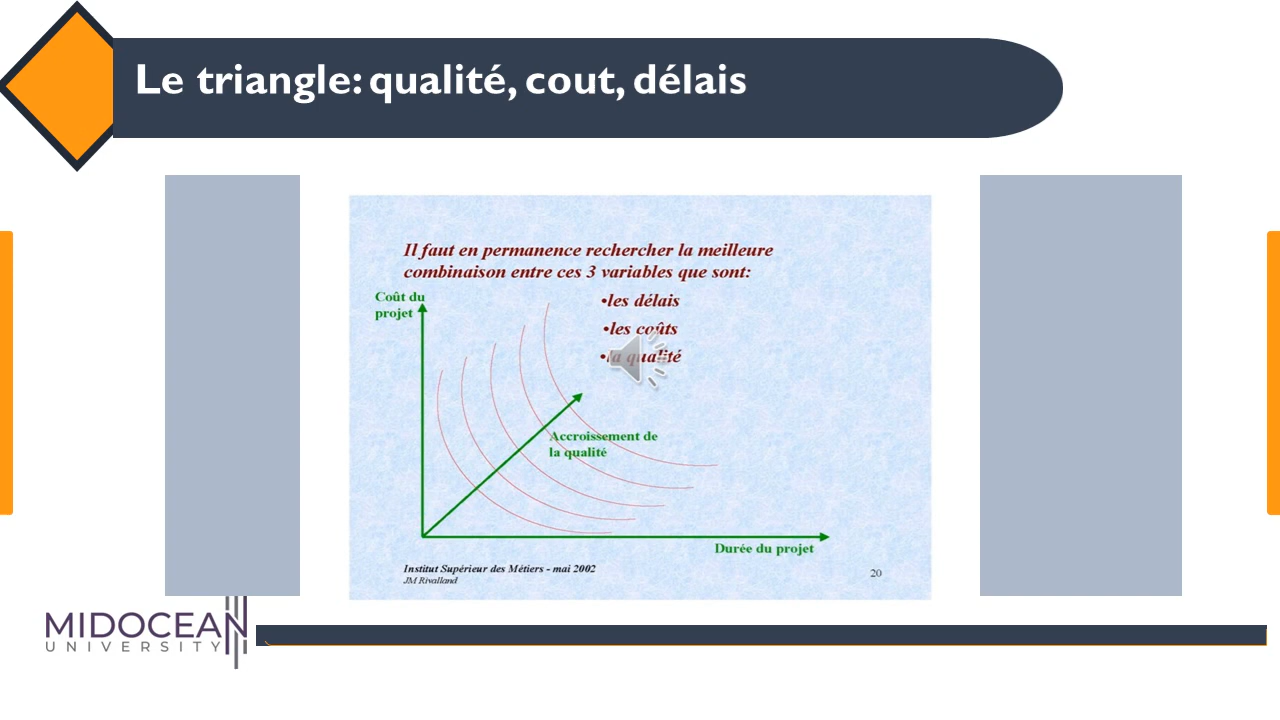 Le triangle: qualité, cout, délais
Il faut en permanence rechercher la meilleure
combinaison entre ces 3 variables que sont:
•les délais
•les coûts
•la qualité
Coût du
projet
Accroissement de
la qualité
Durée du projet
Institut Supérieur des Métiers - mai 2002
JM Rivalland
20
MIDOCEAN
UNIVERSITY